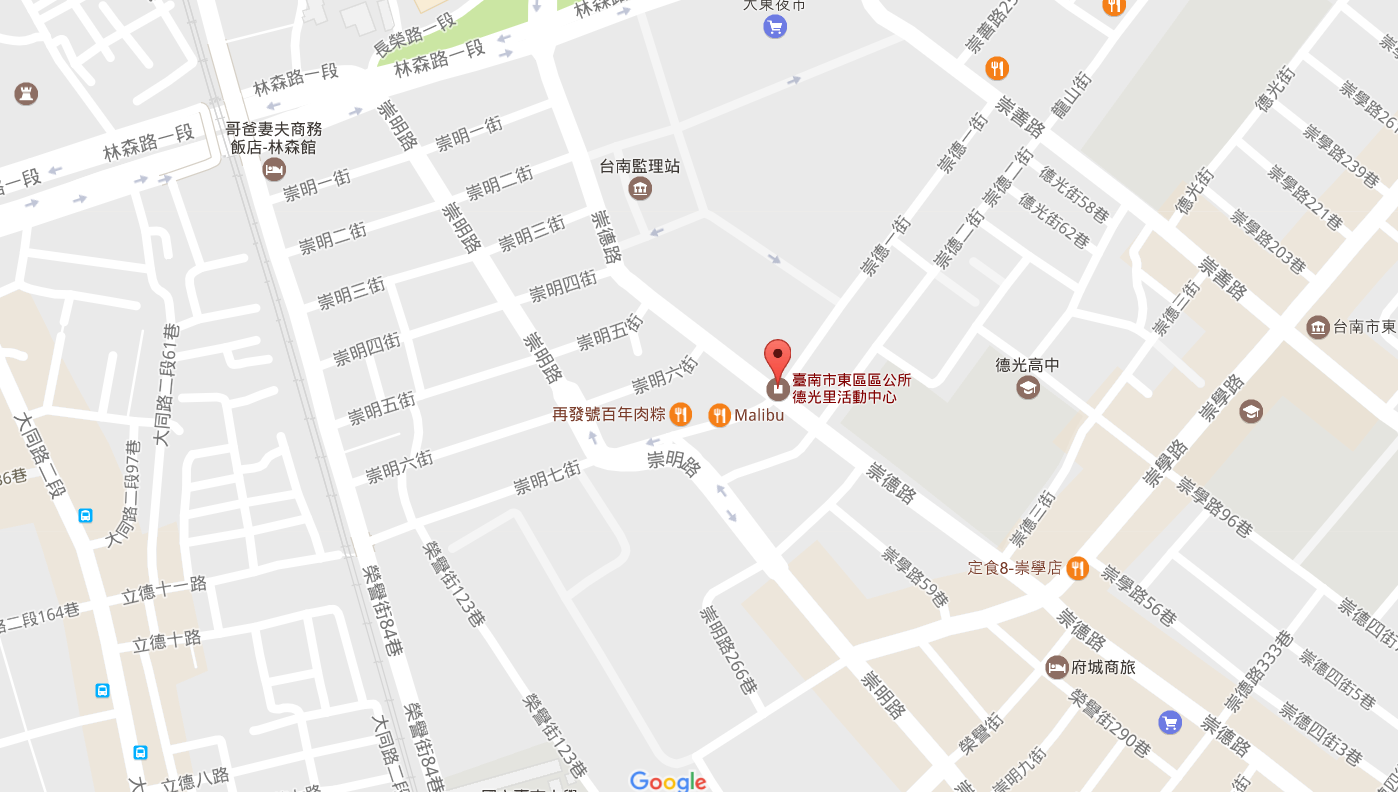 大東夜市
林森路一段
長榮路一段
林森路一段
崇善路
林森路一段
林森路一段
哥爸妻夫商務
飯店-林森館
崇明路
崇明一街
崇明一街
台南監理站
崇明二街
崇明二街
崇明路
崇明三街
崇德路
崇明三街
崇明四街
崇明四街
崇明五街
崇明五街
崇明路
崇明六街
崇明六街
崇明七街
崇明路
崇德一街
崇德一街
崇德二街
崇德二街
崇善路
龍山街
德光街
德光街
德光街58巷
德光街62巷
崇學路26
崇學路239巷
崇學路221巷
崇學路203巷
崇善路
崇德三街
台南市東
德光高中
臺南市東區區公所
德光里活動中心
再發號百年肉粽
Malibu
大同路二段61巷
大同路二段
大同路二段97巷
36巷
崇學路
崇學路
崇德路
崇學路96巷
崇德三街
定食8-崇學店
崇學路59巷
崇學路56巷
立德十一路
二段164巷
立德十路
榮譽街84巷
榮譽街123巷
崇明路266巷
崇德路
府城商旅
崇德路333巷
崇德四街
崇德四街5巷
崇德四街3巷
崇明路
榮譽街
榮譽街290巷
崇德路
崇明九街
榮譽街123巷
榮譽街84巷
大同路二段
立德八路
Google